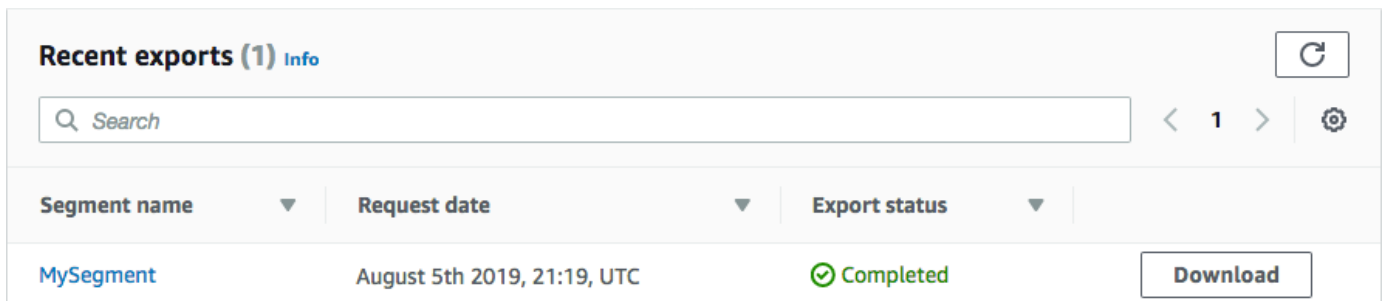 Recent exports (1) Info
Search
1
Segment name Request date Export status
MySegment August 5th 2019, 21:19, UTC Completed Download